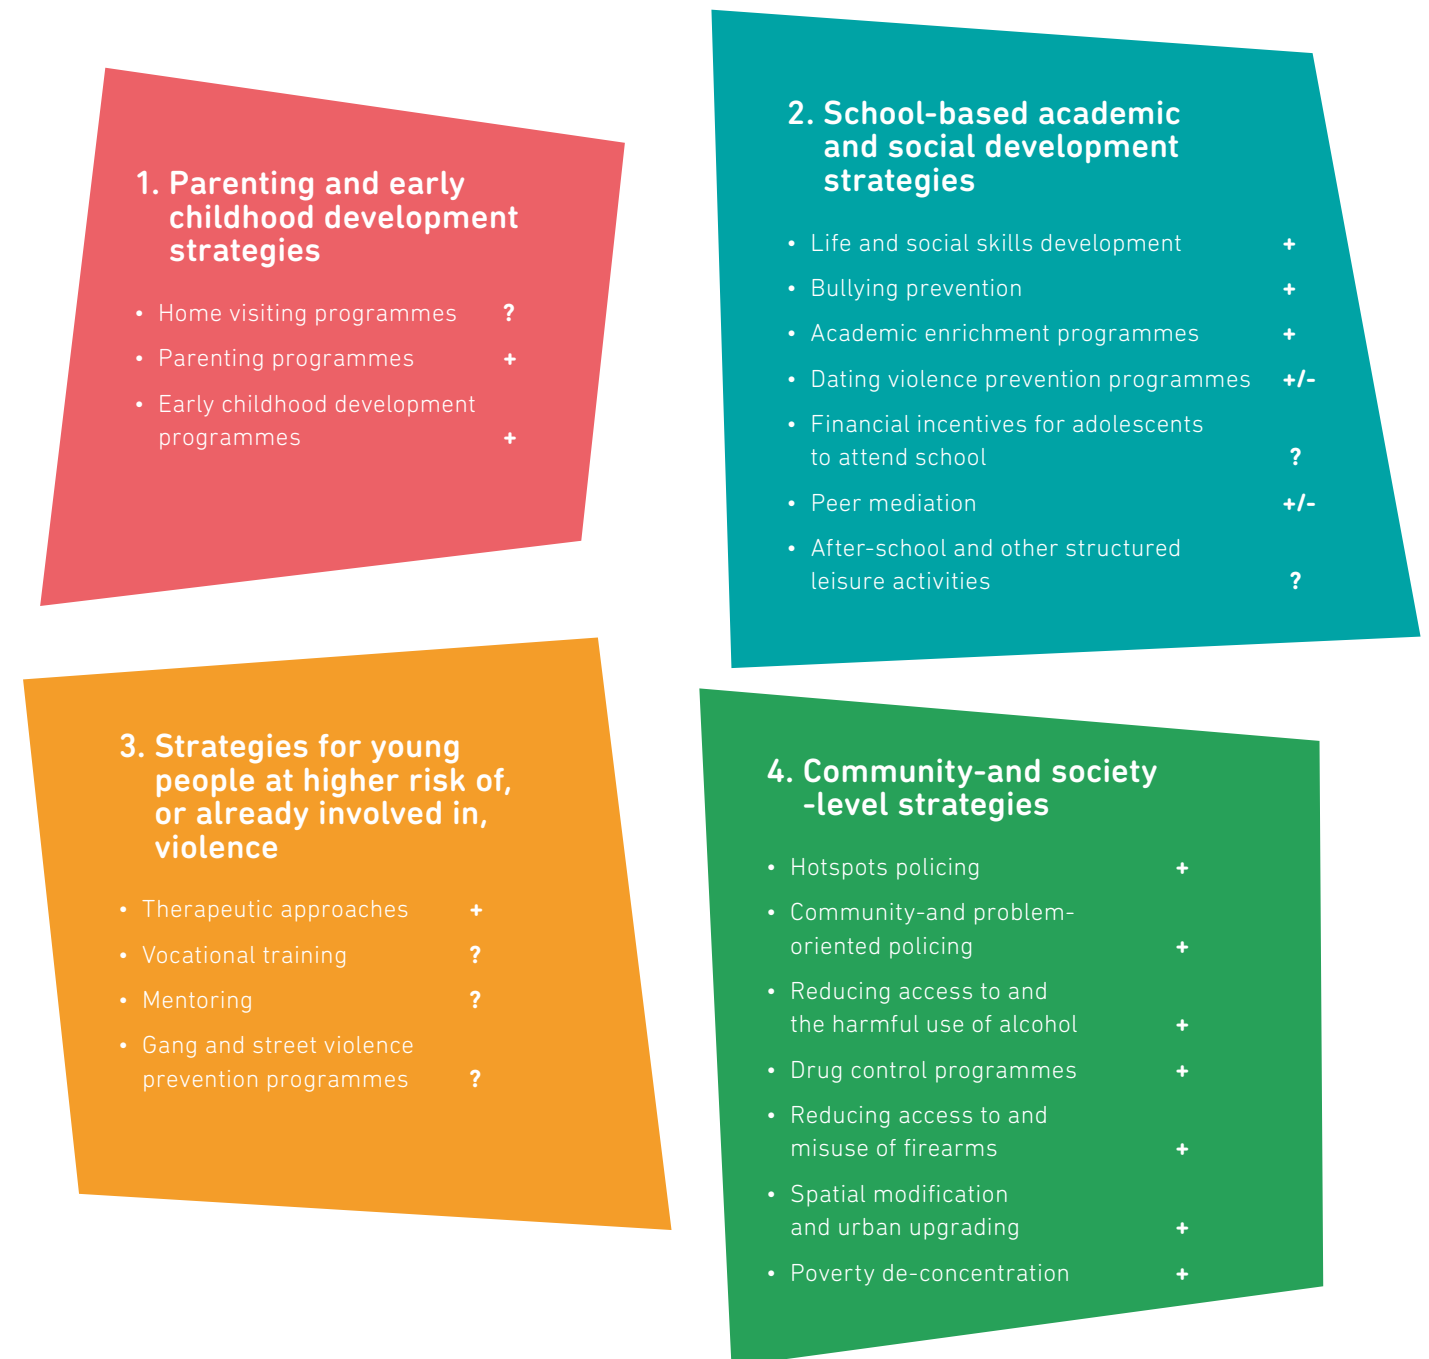 1. Parenting and early
childhood development
strategies
• Home visiting programmes ?
• Parenting programmes +
• Early childhood development
programmes +
2. School-based academic
and social development
strategies
• Life and social skills development +
• Bullying prevention +
• Academic enrichment programmes +
• Dating violence prevention programmes +/-
• Financial incentives for adolescents
to attend school ?
• Peer mediation +/-
• After-school and other structured
leisure activities ?
3. Strategies for young
people at higher risk of,
or already involved in,
violence
• Therapeutic approaches +
• Vocational training ?
• Mentoring ?
• Gang and street violence
prevention programmes ?
4. Community-and society
-level strategies
• Hotspots policing +
• Community-and problem-
oriented policing +
• Reducing access to and
the harmful use of alcohol +
• Drug control programmes +
• Reducing access to and
misuse of firearms +
• Spatial modification
and urban upgrading +
• Poverty de-concentration +